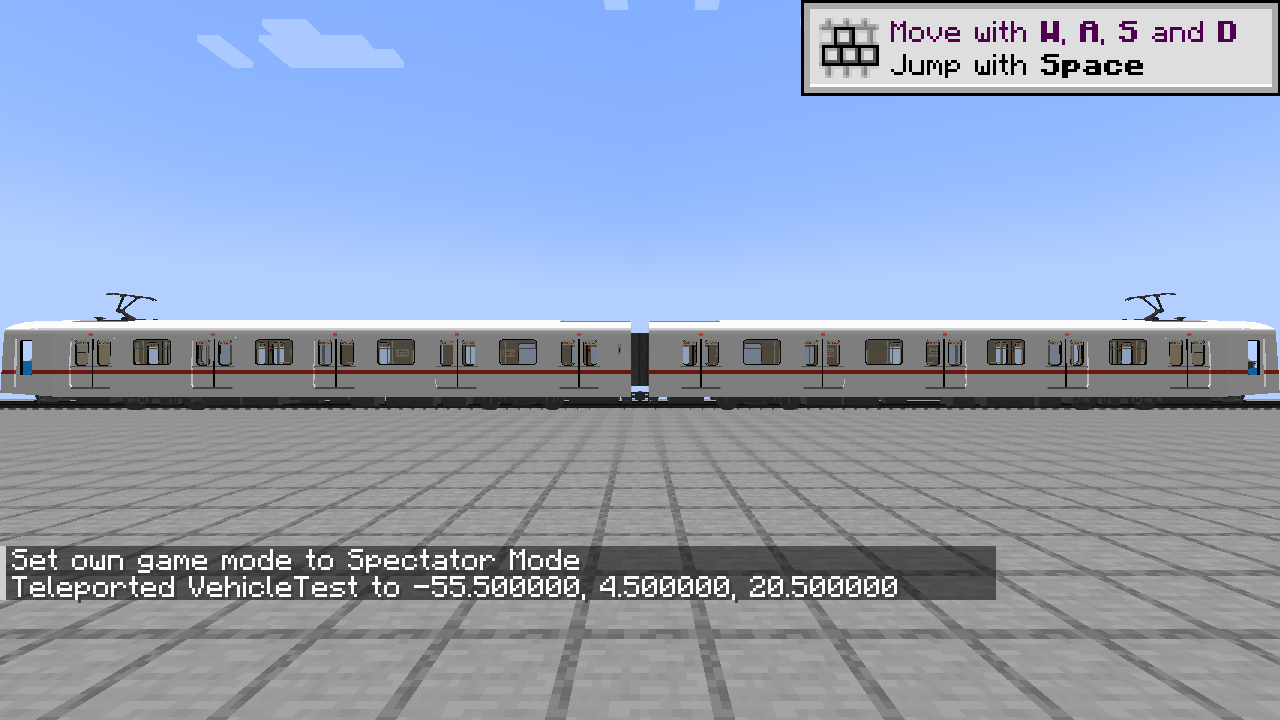 Move with W, A, S and D
Jump with Space
Set own game mode to Spectator Mode
Teleported VehicleTest to -55.500000, 4.500000, 20.500000